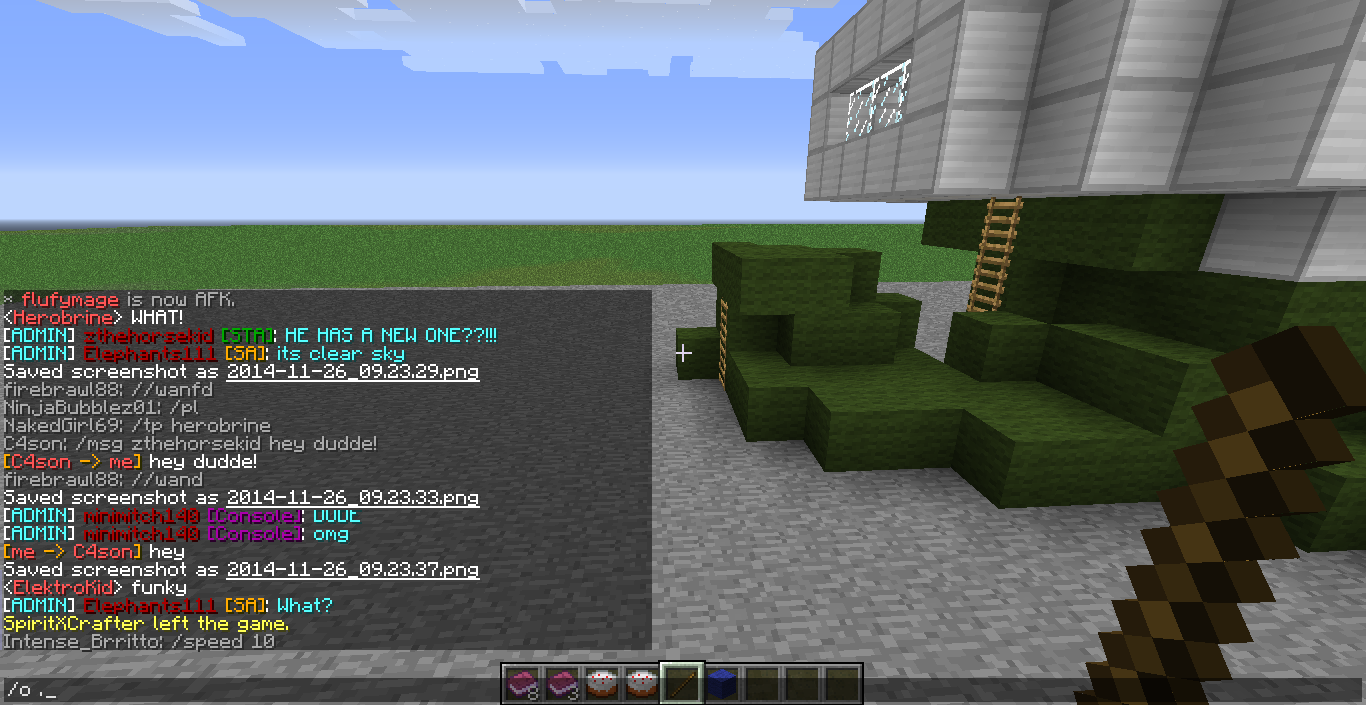 * flufymage is now AFK.
<Herobrine> WHAT!
[ADMIN] zthehorsekid [STA]: HE HAS A NEW ONE??!!!
[ADMIN] Elephants111 [SA]: its clear sky
Saved screenshot as 2014-11-26_09.23.29.png
firebrawl88: //wanfd
NinjaBubblez01: /pl
NakedGirl69: /tp herobrine
C4son: /msg zthehorsekid hey dudde!
[C4son -> me] hey dudde!
firebrawl88: //wand
Saved screenshot as 2014-11-26_09.23.33.png
[ADMIN] minimitch140 [Console]: UUUt
[ADMIN] minimitch140 [Console]: omg
[me -> C4son] hey
Saved screenshot as 2014-11-26_09.23.37.png
<ElektroKid> funky
[ADMIN] Elephants111 [SA]: What?
SpiritXCrafter left the game.
Intense_Brritto: /speed 10
/o ._
8 3